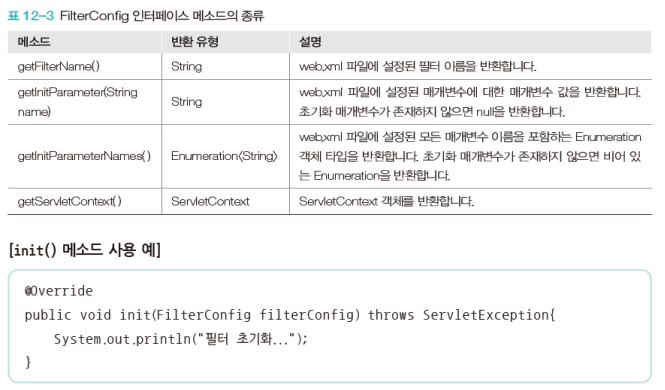 표 12-3 FilterConfig 인터페이스 메소드의 종류
메소드 반환 유형 설명
getFilterName() String web.xml 파일에 설정된 필터 이름을 반환합니다.
getInitParameter(String name) String web.xml 파일에 설정된 매개변수에 대한 매개변수 값을 반환합니다.
초기화 매개변수가 존재하지 않으면 null을 반환합니다.
getInitParameterNames() Enumeration<String> web.xml 파일에 설정된 모든 매개변수 이름을 포함하는 Enumeration
객체 타입을 반환합니다. 초기화 매개변수가 존재하지 않으면 비어 있
는 Enumeration을 반환합니다.
getServletContext() ServletContext ServletContext 객체를 반환합니다.
[init() 메소드 사용 예]
@Override
public void init(FilterConfig filterConfig) throws ServletException{
System.out.println("필터 초기화...");
}